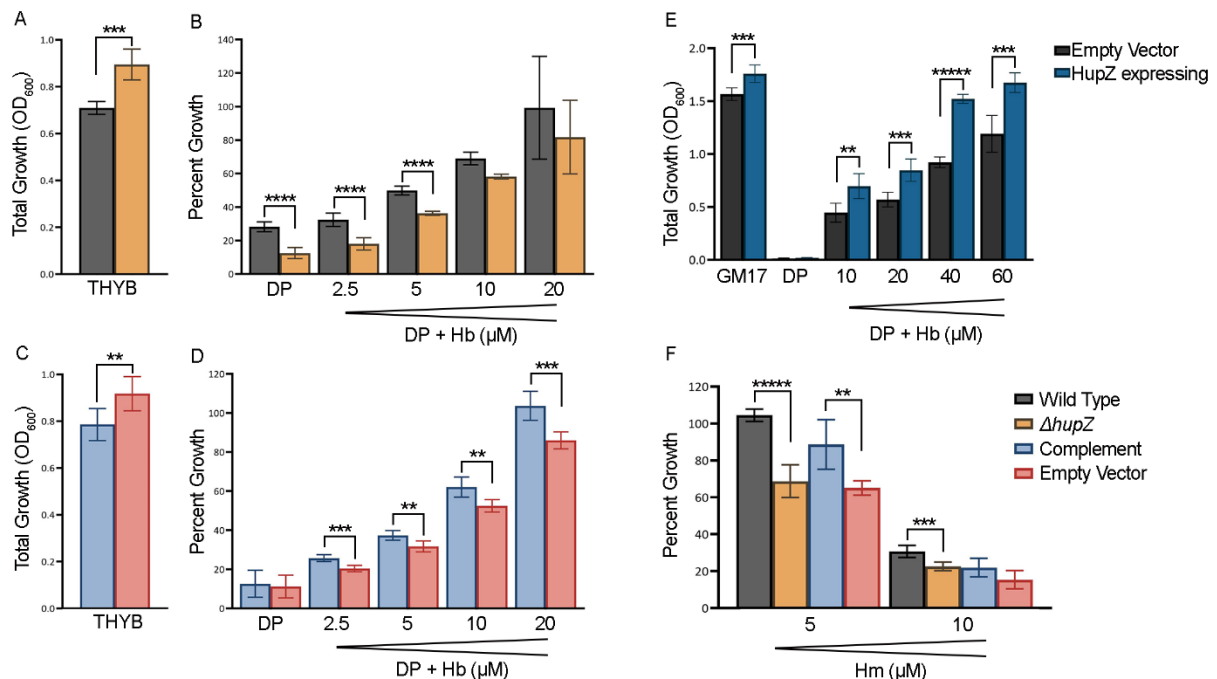 A
Total Growth (OD600)
1.0
0.8
0.6
0.4
0.2
0.0
***
THYB
B
Percent Growth
120
100
80
60
40
20
0
****
****
****
DP 2.5 5 10 20
DP + Hb (µM)
E
Total Growth (OD600)
2.0
1.5
1.0
0.5
0.0
***
**
***
*****
***
GM17 DP 10 20 40 60
DP + Hb (µM)
Empty Vector
HupZ expressing
C
Total Growth (OD600)
1.0
0.8
0.6
0.4
0.2
0.0
**
THYB
D
Percent Growth
120
100
80
60
40
20
0
***
**
**
***
DP 2.5 5 10 20
DP + Hb (µM)
F
Percent Growth
120
100
80
60
40
20
0
*****
**
***
5 10
Hm (µM)
Wild Type
ΔhupZ
Complement
Empty Vector